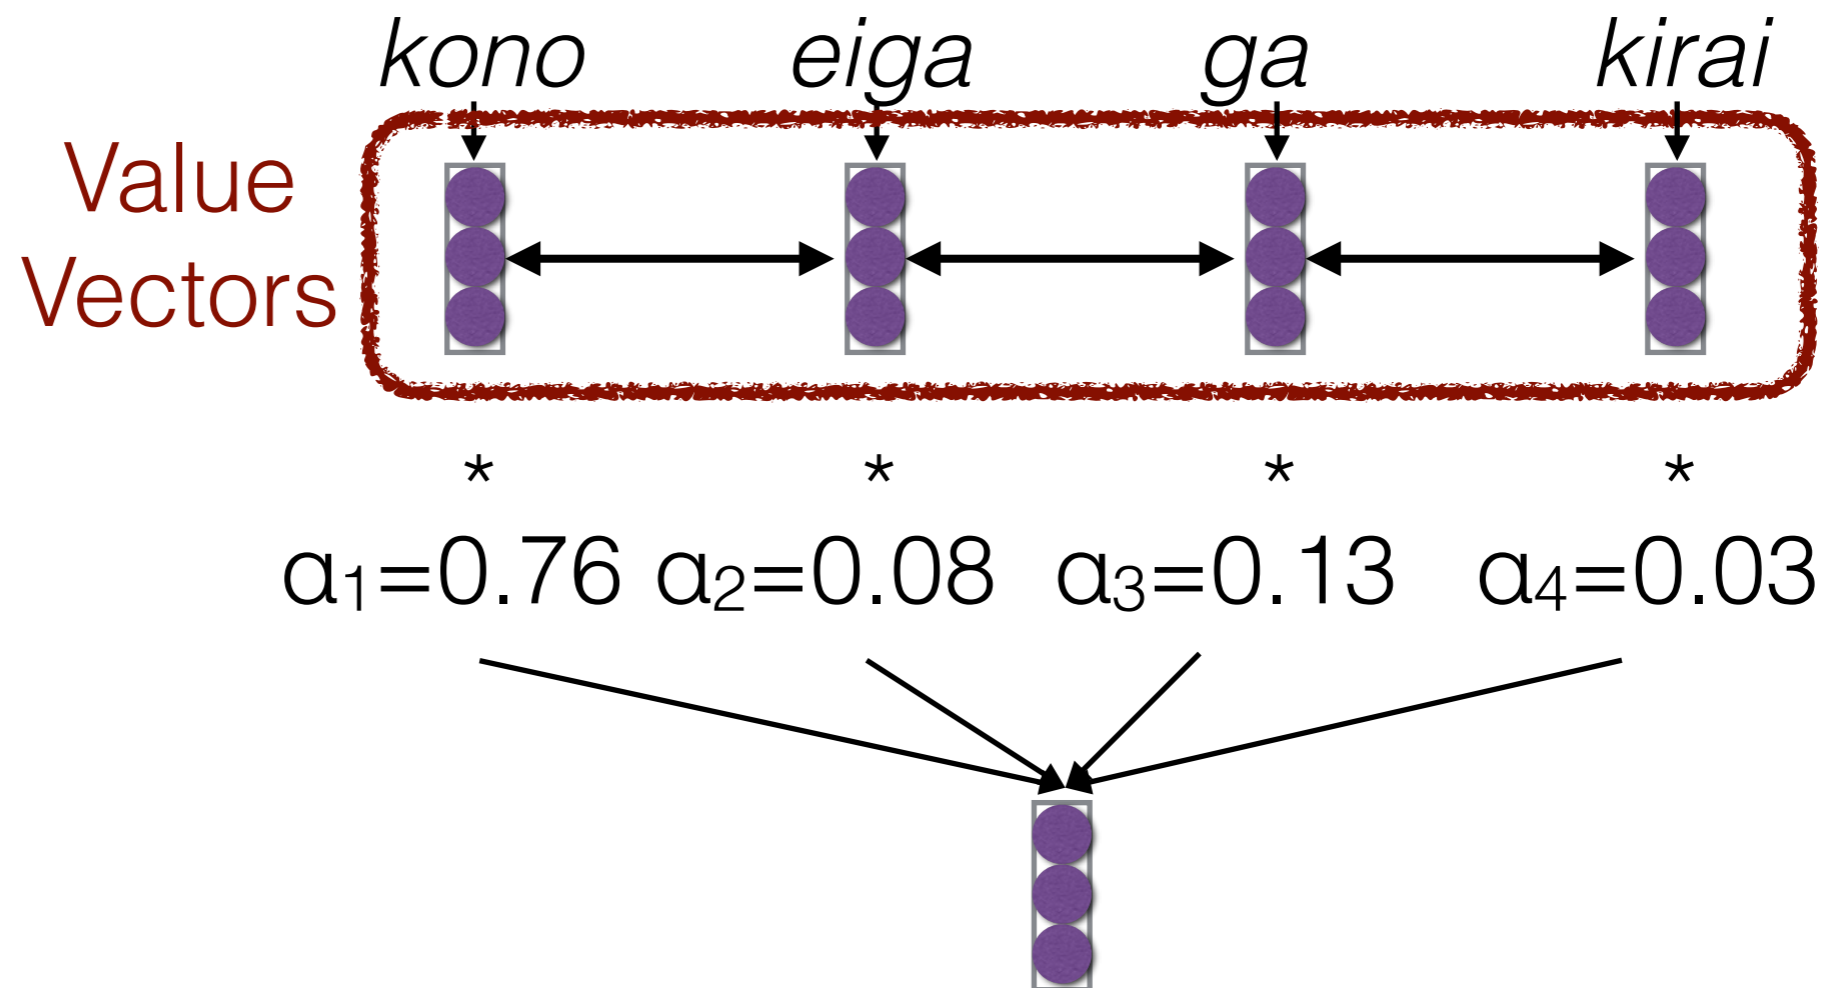 kono eiga ga kirai
Value
Vectors
* * * *
α1=0.76 α2=0.08 α3=0.13 α4=0.03